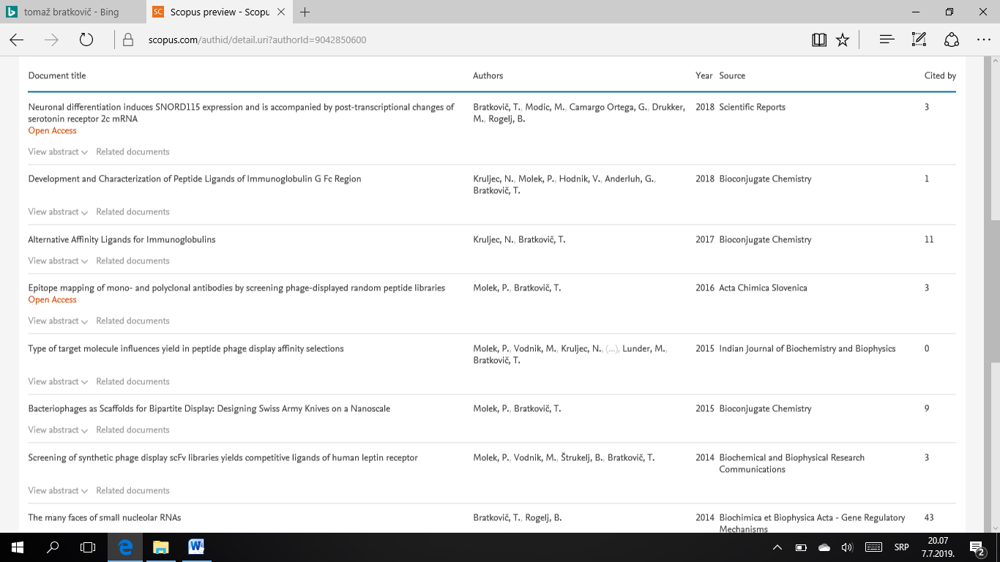 tomaž bratkovič - Bing
SC Scopus preview - Scopu
scopus.com/authid/detail.uri?authorId=9042850600
Document title Authors Year Source Cited by
Neuronal differentiation induces SNORD115 expression and is accompanied by post-transcriptional changes of Bratkovič, T., Modic, M., Camargo Ortega, G., Drukker, 2018 Scientific Reports 3
serotonin receptor 2c mRNA M., Rogelj, B.
Open Access
View abstract Related documents
Development and Characterization of Peptide Ligands of Immunoglobulin G Fc Region Kruljec, N., Molek, P., Hodnik, V., Anderluh, G., 2018 Bioconjugate Chemistry 1
Bratkovič, T.
View abstract Related documents
Alternative Affinity Ligands for Immunoglobulins Kruljec, N., Bratkovič, T. 2017 Bioconjugate Chemistry 11
View abstract Related documents
Epitope mapping of mono- and polyclonal antibodies by screening phage-displayed random peptide libraries Molek, P., Bratkovič, T. 2016 Acta Chimica Slovenica 3
Open Access
View abstract Related documents
Type of target molecule influences yield in peptide phage display affinity selections Molek, P., Vodnik, M., Kruljec, N., (...), Lunder, M., 2015 Indian Journal of Biochemistry and Biophysics 0
Bratkovič, T.
View abstract Related documents
Bacteriophages as Scaffolds for Bipartite Display: Designing Swiss Army Knives on a Nanoscale Molek, P., Bratkovič, T. 2015 Bioconjugate Chemistry 9
View abstract Related documents
Screening of synthetic phage display scFv libraries yields competitive ligands of human leptin receptor Molek, P., Vodnik, M., Štrukelj, B., Bratkovič, T. 2014 Biochemical and Biophysical Research 3
Communications
View abstract Related documents
The many faces of small nucleolar RNAs Bratkovič, T., Rogelj, B. 2014 Biochimica et Biophysica Acta - Gene Regulatory 43
Mechanisms
SRP
20.07
7.7.2019.
2